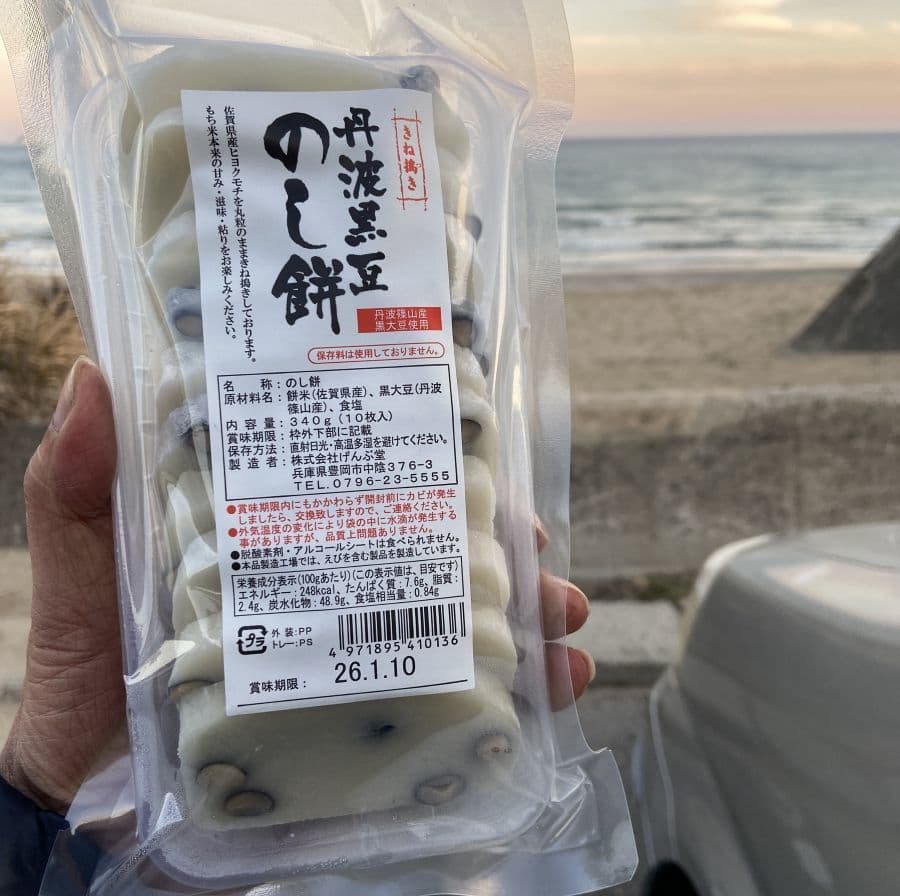 きね搗き
丹波黒豆
のし餅
佐賀県産ヒヨクモチを丸粒のままきね搗きしております。
もち米本来の甘み・滋味・粘りをお楽しみください。
丹波篠山産
黒大豆使用
保存料は使用しておりません。
名称:のし餅
原材料名:餅米(佐賀県産)、黒大豆(丹波
篠山産)、食塩
内容量:340g(10枚入)
賞味期限:枠外下部に記載
保存方法:直射日光・高温多湿を避けてください。
製造者:株式会社げんぶ堂
兵庫県豊岡市中陰376-3
TEL.0796-23-5555
●賞味期限内にもかかわらず開封前にカビが発生
しましたら、交換致しますので、ご連絡ください。
●外気温度の変化により袋の中に水滴が発生する
事がありますが、品質上問題ありません。
●脱酸素剤・アルコールシートは食べられません。
●本品製造工場では、えびを含む製品を製造しています。
栄養成分表示(100gあたり)(この表示値は、目安です)
エネルギー:248kcal、たんぱく質:7.6g、脂質:
2.4g、炭水化物:48.9g、食塩相当量:0.84g
プラ
外装:PP
トレー:PS
4971895410136
賞味期限: 26.1.10